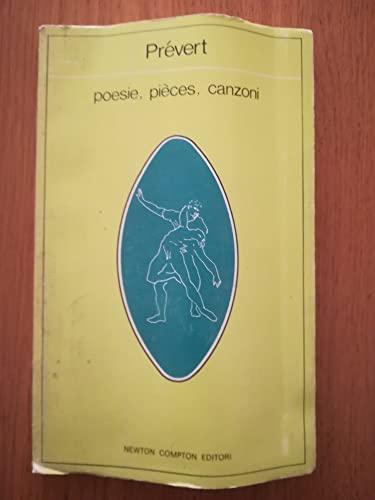 Prévert
poesie, pièces, canzoni
NEWTON COMPTON EDITORI